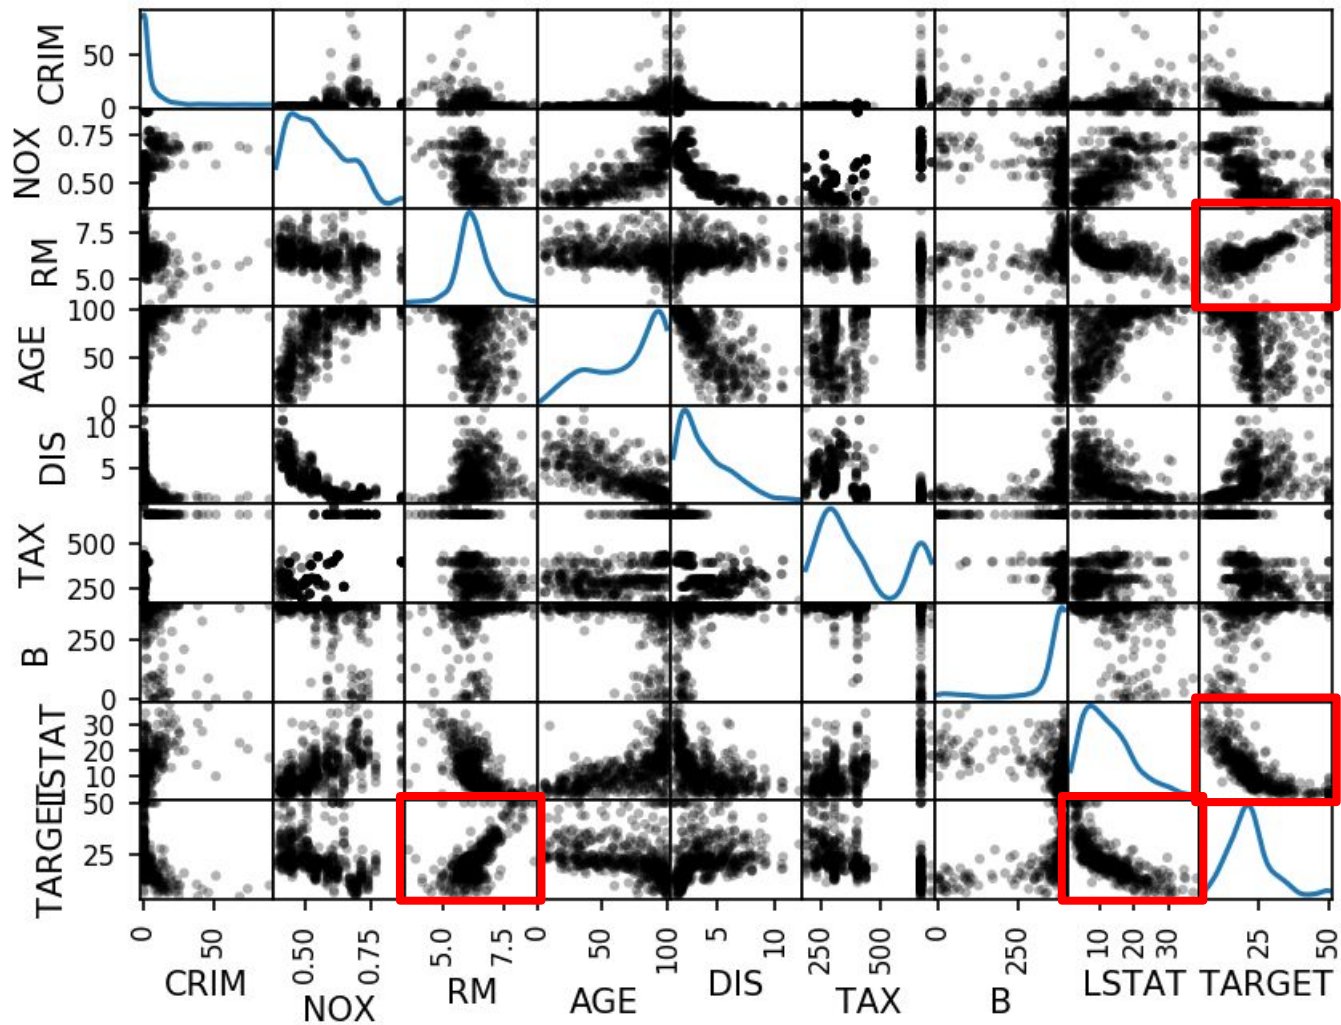 CRIM
50
0
NOX
0.75
0.50
RM
7.5
5.0
AGE
100
50
0
DIS
10
5
TAX
500
250
B
250
0
LSTAT
30
20
10
TARGET
50
25
0 50 0.50 0.75 5.0 7.5 0 50 100 5 10 250 500 0 250 10 20 30 25 50
CRIM NOX RM AGE DIS TAX B LSTAT TARGET